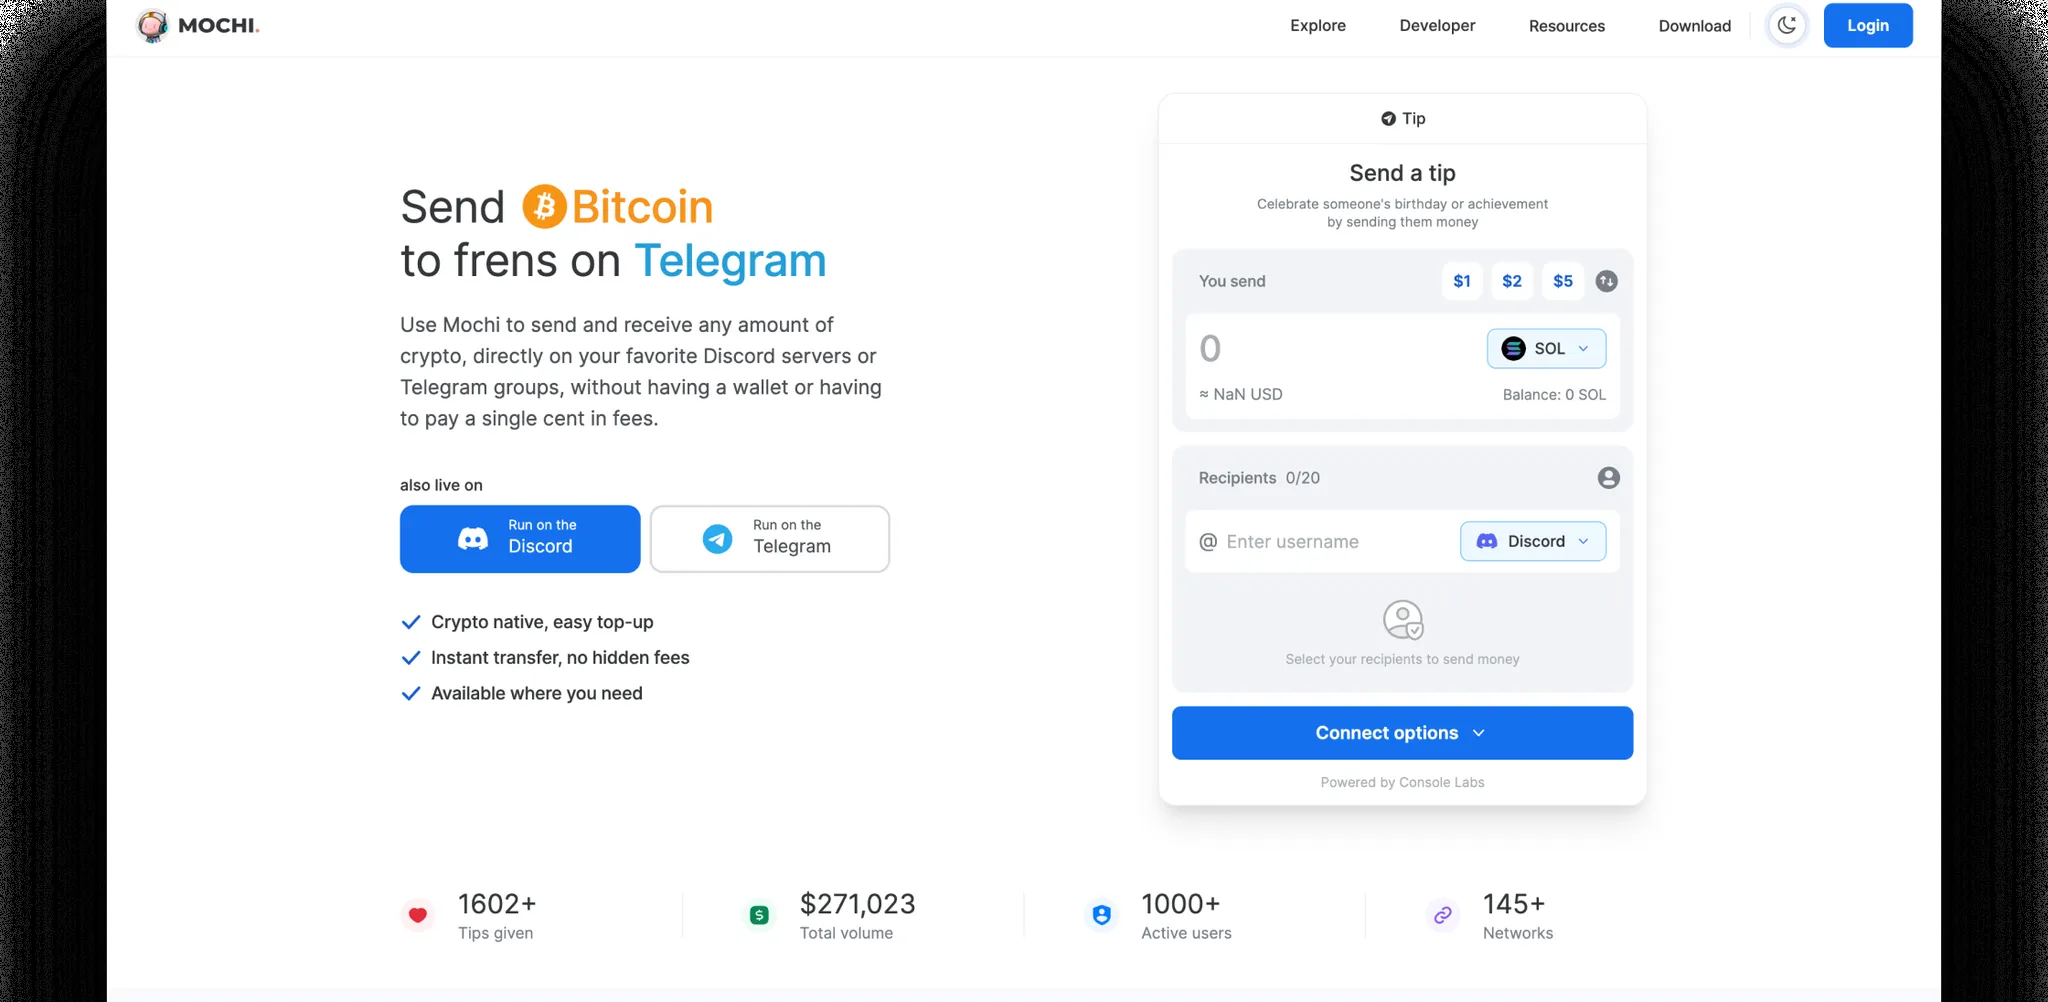 MOCHI.
Explore
Developer
Resources
Download
Login
Send Bitcoin
to frens on Telegram
Use Mochi to send and receive any amount of
crypto, directly on your favorite Discord servers or
Telegram groups, without having a wallet or having
to pay a single cent in fees.
also live on
Run on the
Discord
Run on the
Telegram
Crypto native, easy top-up
Instant transfer, no hidden fees
Available where you need
Tip
Send a tip
Celebrate someone's birthday or achievement
by sending them money
You send
$1
$2
$5
0
SOL
≈ NaN USD
Balance: 0 SOL
Recipients 0/20
@ Enter username
Discord
Select your recipients to send money
Connect options
Powered by Console Labs
1602+
Tips given
$271,023
Total volume
1000+
Active users
145+
Networks